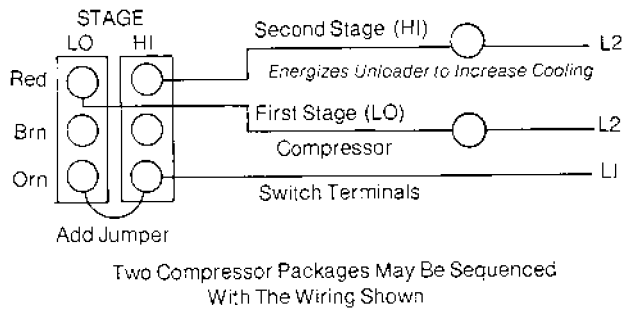 STAGE
LO HI
Second Stage (HI)
L2
Red
Energizes Unloader to Increase Cooling
First Stage (LO)
L2
Brn
Compressor
Orn
L1
Switch Terminals
Add Jumper
Two Compressor Packages May Be Sequenced
With The Wiring Shown